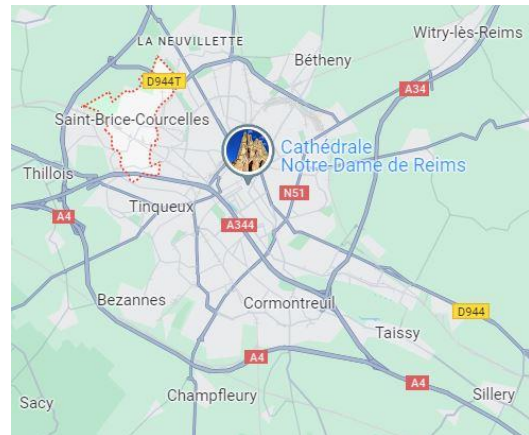 LA NEUVILLETTE
Witry-lès-Reims
Bétheny
D944T
A34
Saint-Brice-Courcelles
Cathédrale
Notre-Dame de Reims
Thillois
N51
Tinqueux
A4
A344
Bezannes
Cormontreuil
D944
Taissy
A4
A4
Champfleury
Sillery
Sacy